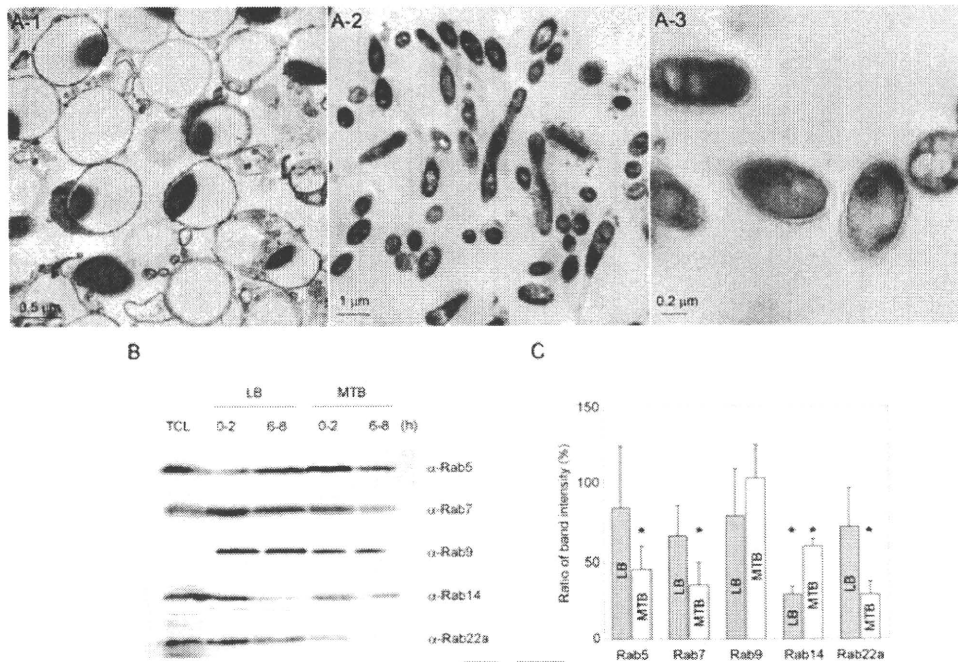 A-1 A-2 A-3
0.5 μm 1 μm 0.2 μm
B C
LB MTB
TCL 0-2 6-8 0-2 6-8 (h)
α-Rab5
α-Rab7
α-Rab9
α-Rab14
α-Rab22a
Ratio of band intensity (%)
150
100
50
0
* * * * *
LB MTB LB MTB LB MTB LB MTB LB MTB
Rab5 Rab7 Rab9 Rab14 Rab22a